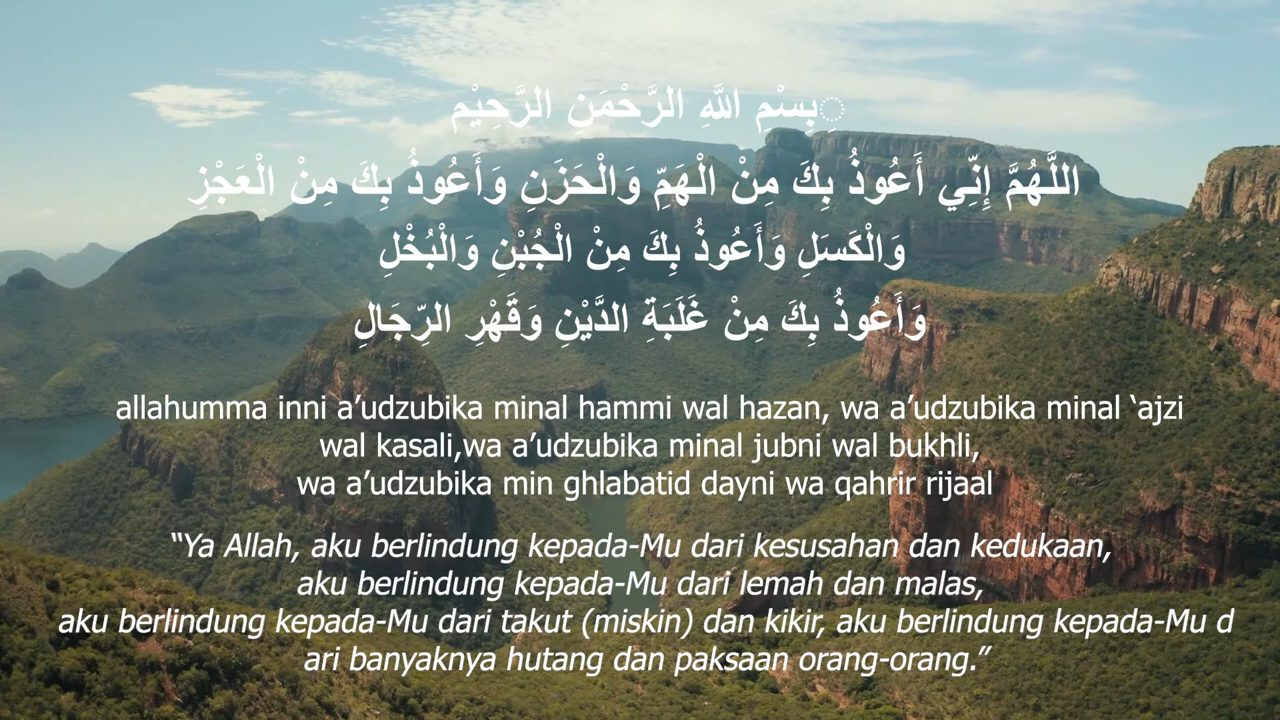 بِسْمِ اللَّهِ الرَّحْمَنِ الرَّحِيْمِ
اللَّهُمَّ إِنِّي أَعُوذُ بِكَ مِنْ الْهَمِّ وَالْحَزَنِ وَأَعُوذُ بِكَ مِنْ الْعَجْزِ
وَالْكَسَلِ وَأَعُوذُ بِكَ مِنْ الْجُبْنِ وَالْبُخْلِ
وَأَعُوذُ بِكَ مِنْ غَلَبَةِ الدَّيْنِ وَقَهْرِ الرِّجَالِ
allahumma inni a’udzubika minal hammi wal hazan, wa a’udzubika minal ‘ajzi
wal kasali,wa a’udzubika minal jubni wal bukhli,
wa a’udzubika min ghlabatid dayni wa qahrir rijaal
“Ya Allah, aku berlindung kepada-Mu dari kesusahan dan kedukaan,
aku berlindung kepada-Mu dari lemah dan malas,
aku berlindung kepada-Mu dari takut (miskin) dan kikir, aku berlindung kepada-Mu d
ari banyaknya hutang dan paksaan orang-orang.”